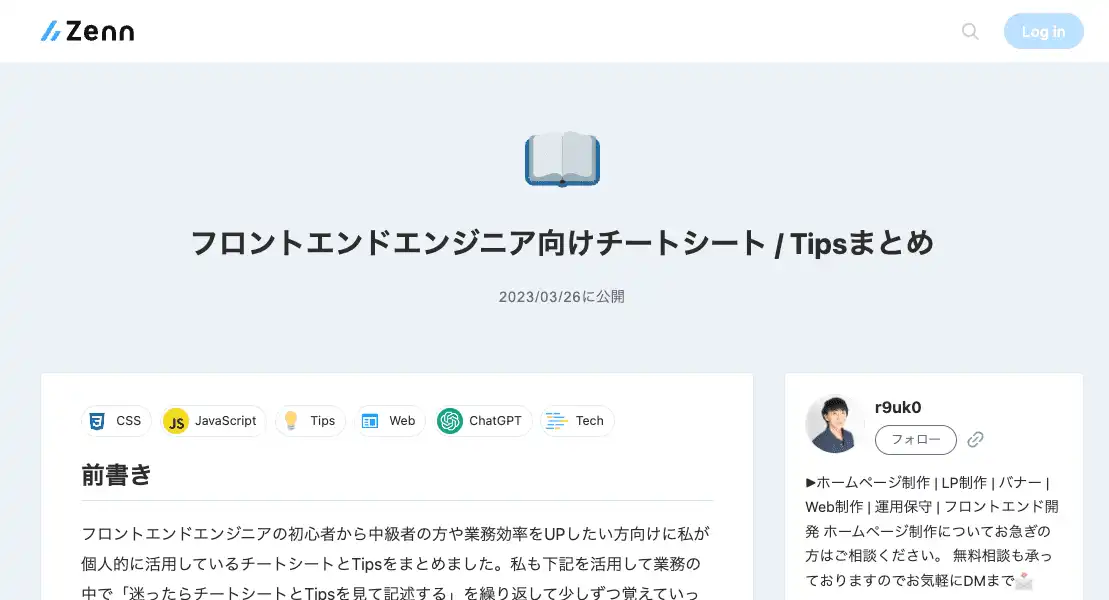 Zenn
Log in
フロントエンドエンジニア向けチートシート / Tipsまとめ
2023/03/26に公開
CSS
JavaScript
Tips
Web
ChatGPT
Tech
前書き
フロントエンドエンジニアの初心者から中級者の方や業務効率をUPしたい方向けに私が
個人的に活用しているチートシートとTipsをまとめました。私も下記を活用して業務の
中で「迷ったらチートシートとTipsを見て記述する」を繰り返して少しずつ覚えていっ
r9uk0
フォロー
▶ホームページ制作 | LP制作 | バナー |
Web制作 | 運用保守 | フロントエンド開
発 ホームページ制作についてお急ぎの
方はご相談ください。 無料相談も承っ
ておりますのでお気軽にDMまで📩